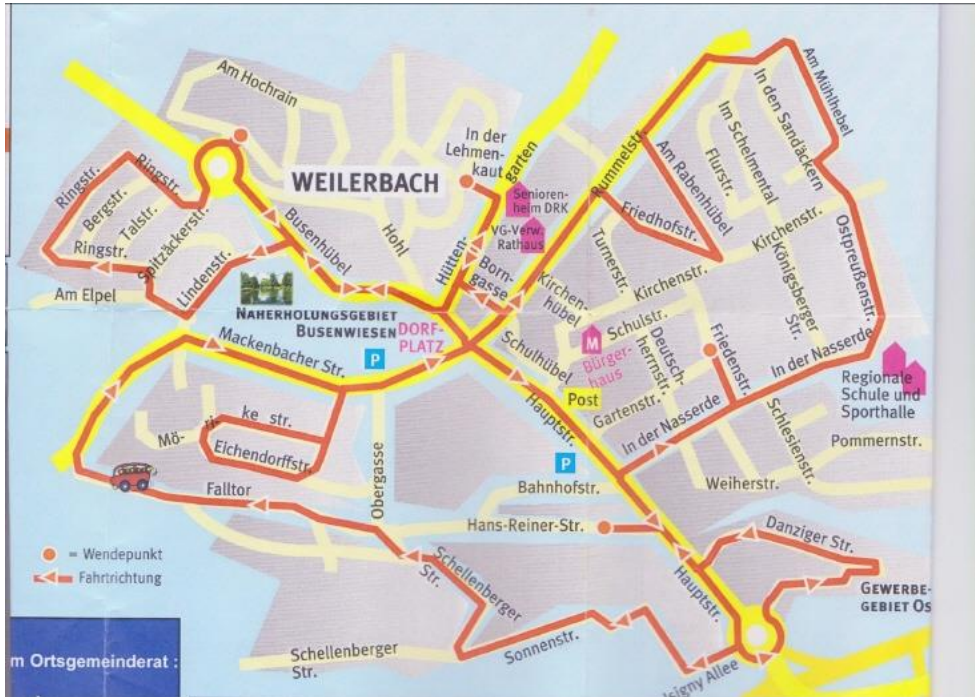 Am Hochrain
WEILERBACH
In der
Lehmen-
kaut
Hütten-
garten
Senioren-
heim DRK
VG-Verw.
Rathaus
Rummelstr.
Am Mühlhebel
In den Sandäckern
Im Schelmental
Flurstr.
Am Rabenhübel
Friedhofstr.
Kirchenstr.
Kirchenstr.
Turnerstr.
Königsberger
Str.
Ostpreußenstr.
Ringstr.
Ringstr.
Bergstr.
Talstr.
Ringstr.
Spitzäckerstr.
Lindenstr.
Am Elpel
Busenhübel
Hohl
Born-
gasse
Kirchen-
hübel
NAHERHOLUNGSGEBIET
BUSENWIESEN
DORF-
PLATZ
P
Mackenbacher Str.
Schulhübel
Schulstr.
M
Bürger-
haus
Post
Deutsch-
herrnstr.
Friedenstr.
Gartenstr.
In der Nasserde
In der Nasserde
Regionale
Schule und
Sporthalle
Schlesienstr.
Pommernstr.
Weiherstr.
Hauptstr.
P
Bahnhofstr.
Hans-Reiner-Str.
Mö-
ri-
ke str.
Eichendorffstr.
Obergasse
Falltor
Schellenberger
Str.
Schellenberger
Str.
Sonnenstr.
Hauptstr.
Danziger Str.
GEWERBE-
GEBIET OS
lsigny Allee
= Wendepunkt
Fahrtrichtung
m Ortsgemeinderat :